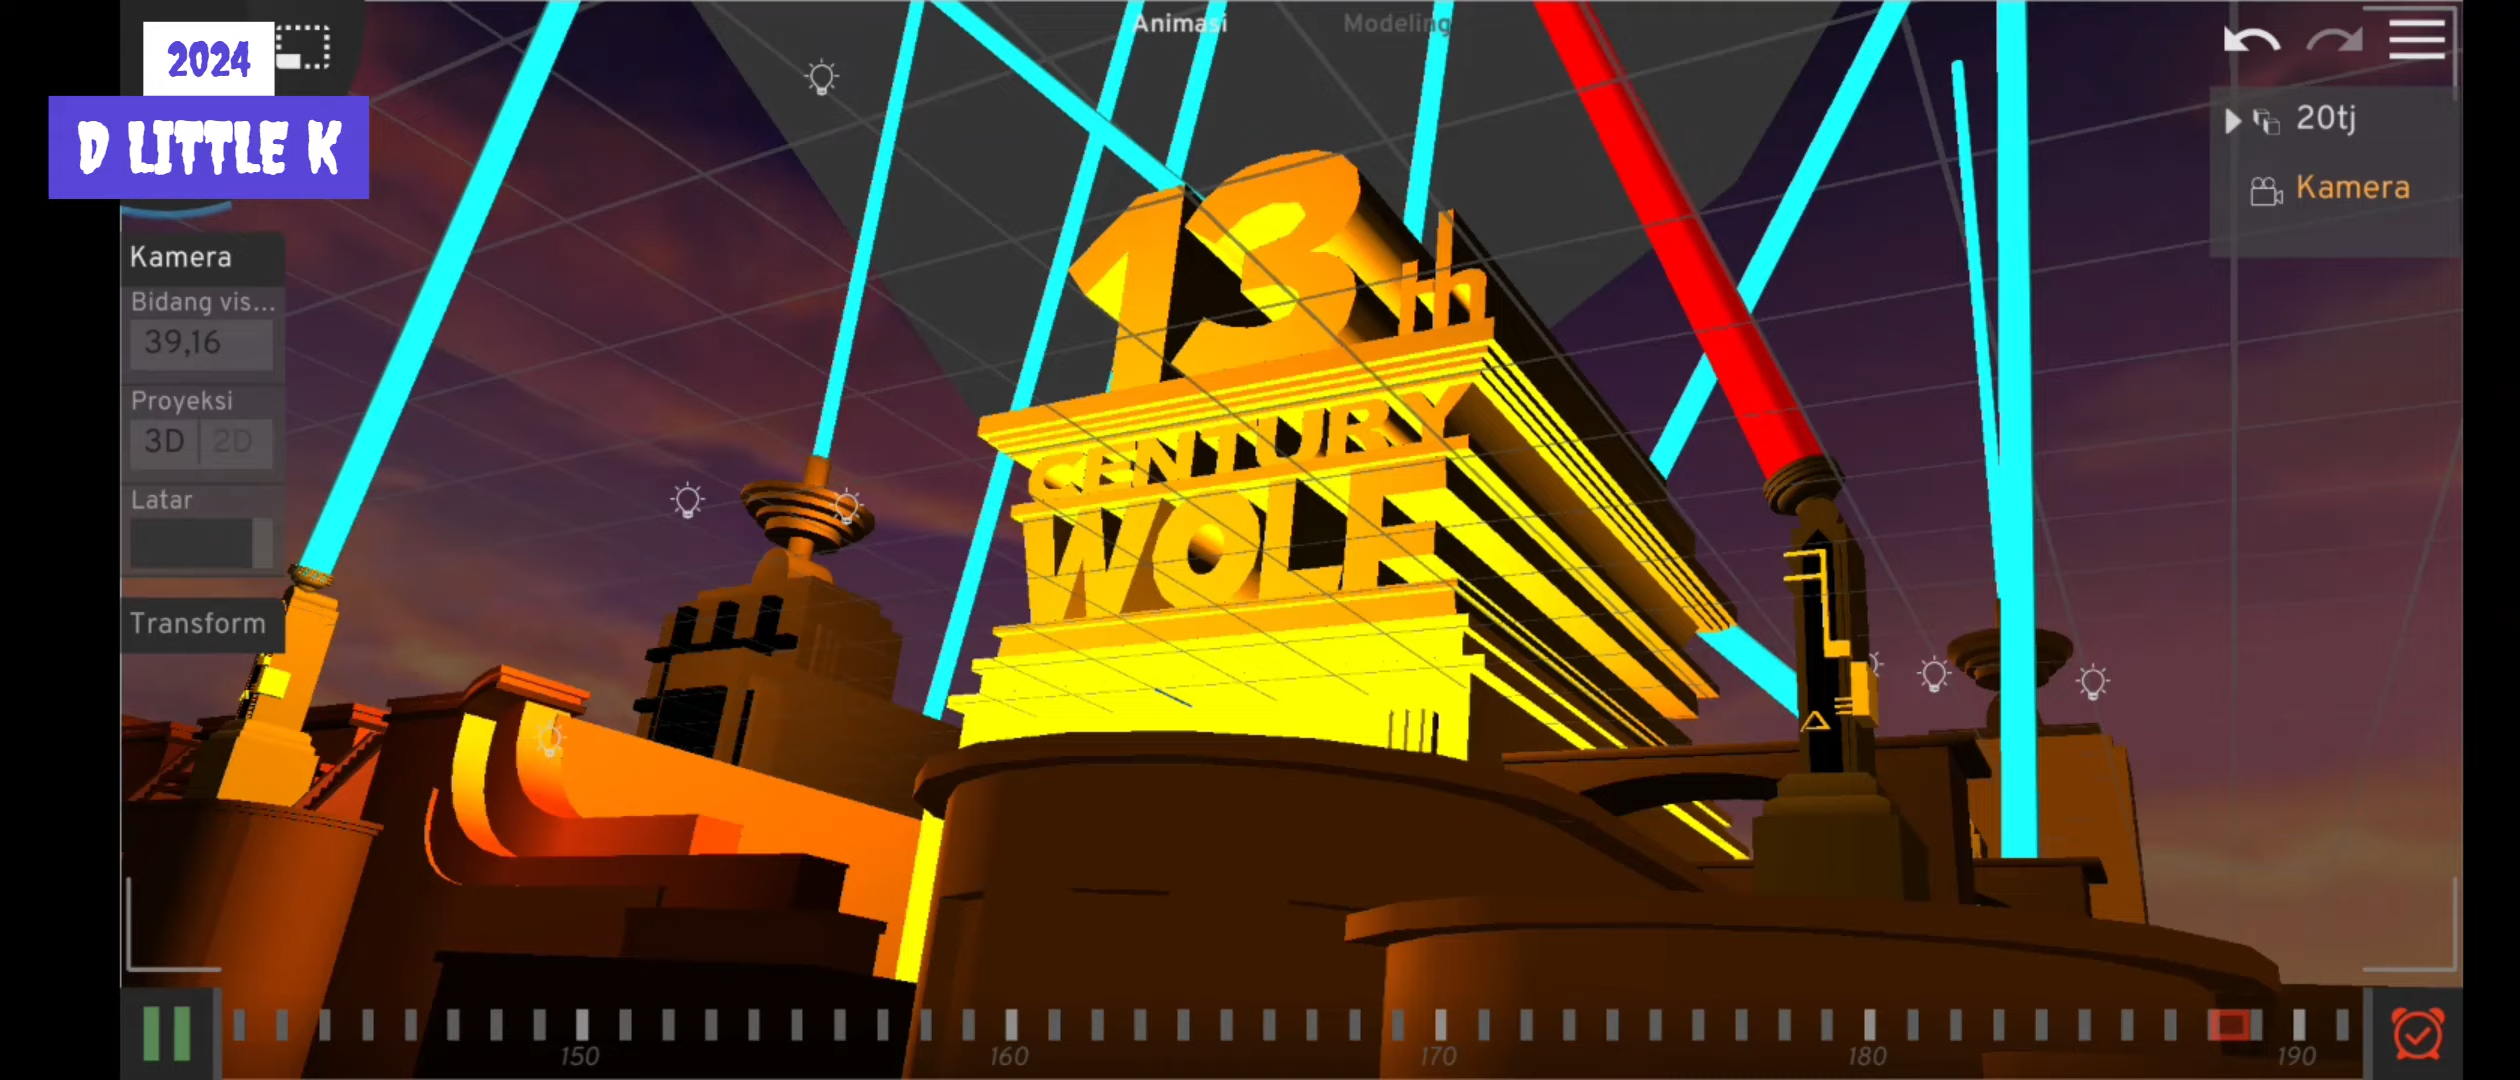 2024
D LITTLE K
Animasi
Modeling
20tj
Kamera
Kamera
Bidang vis...
39,16
Proyeksi
3D 2D
Latar
Transform
13th
CENTURY
WOLF
150 160 170 180 190